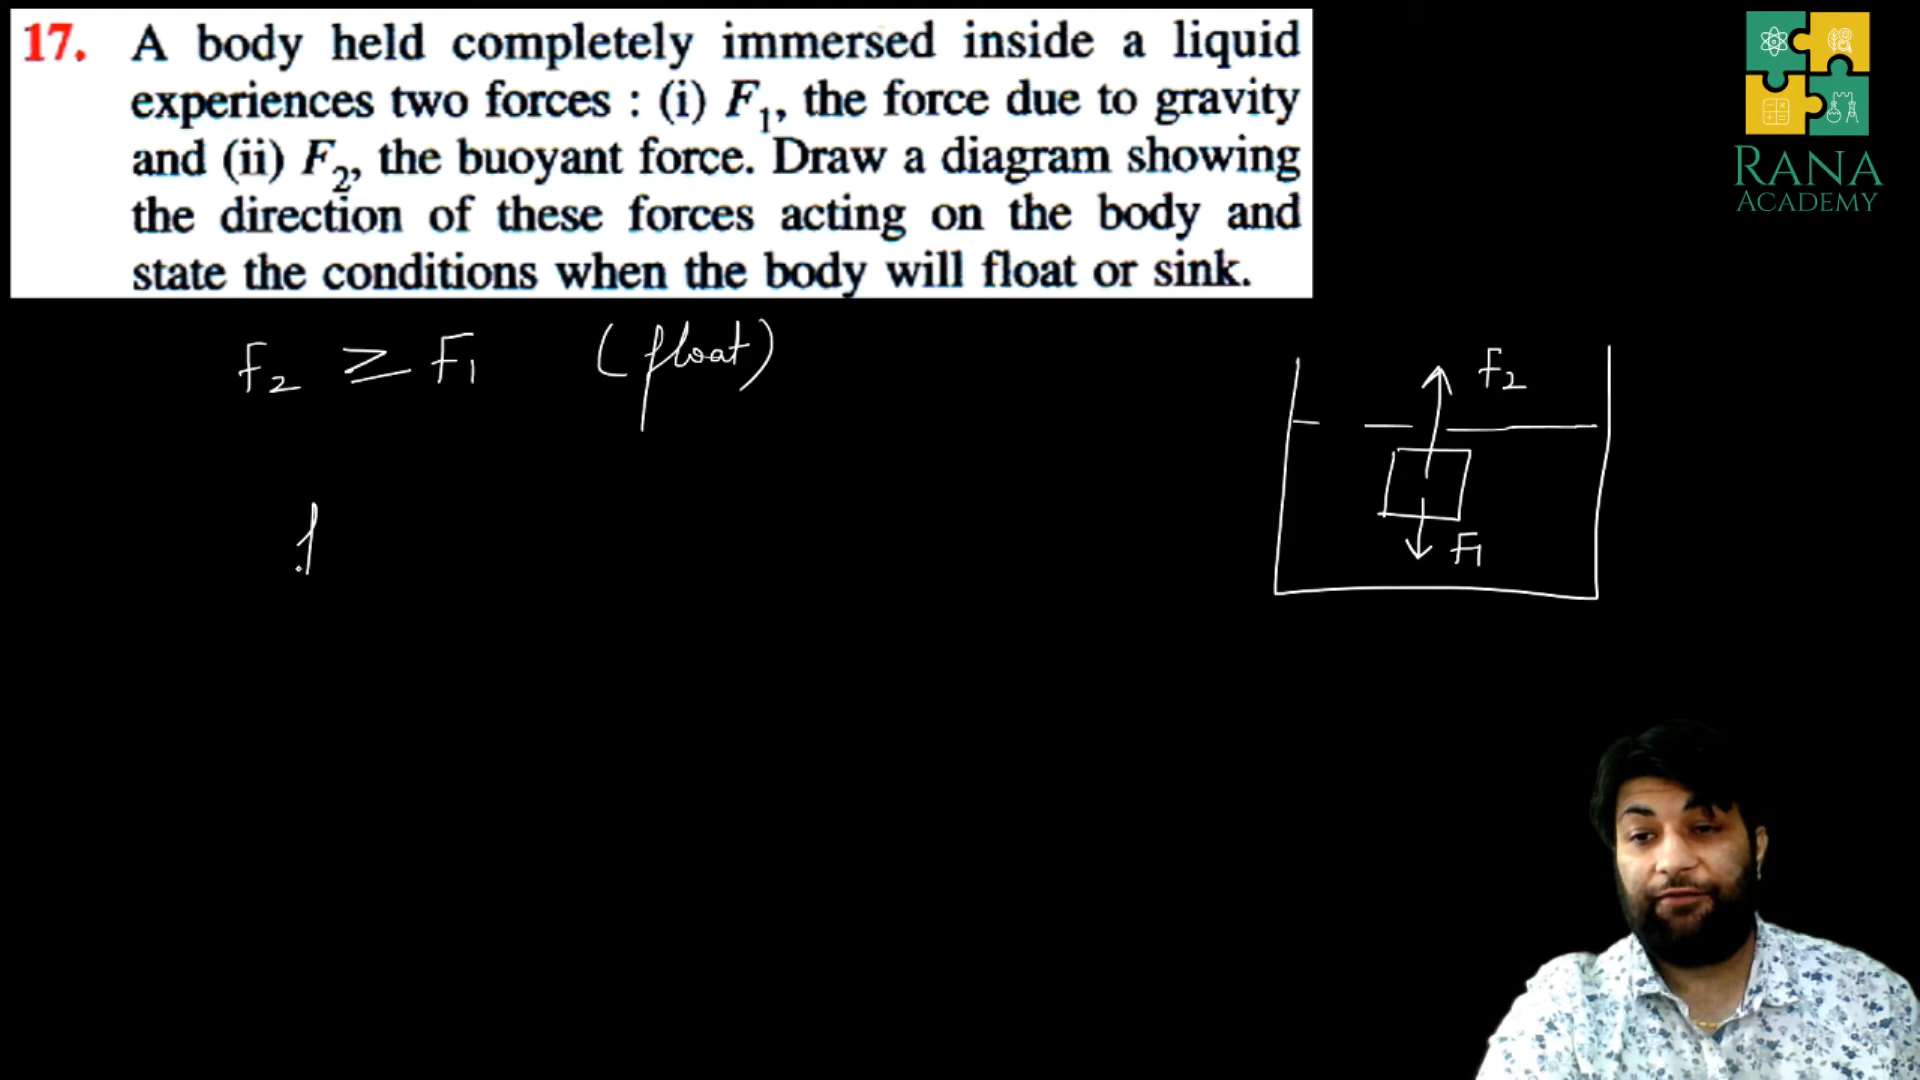 17. A body held completely immersed inside a liquid
experiences two forces : (i) F₁, the force due to gravity
and (ii) F₂, the buoyant force. Draw a diagram showing
the direction of these forces acting on the body and
state the conditions when the body will float or sink.
RANA
ACADEMY
F₂ ≥ F₁ (float)
F₂
F₁